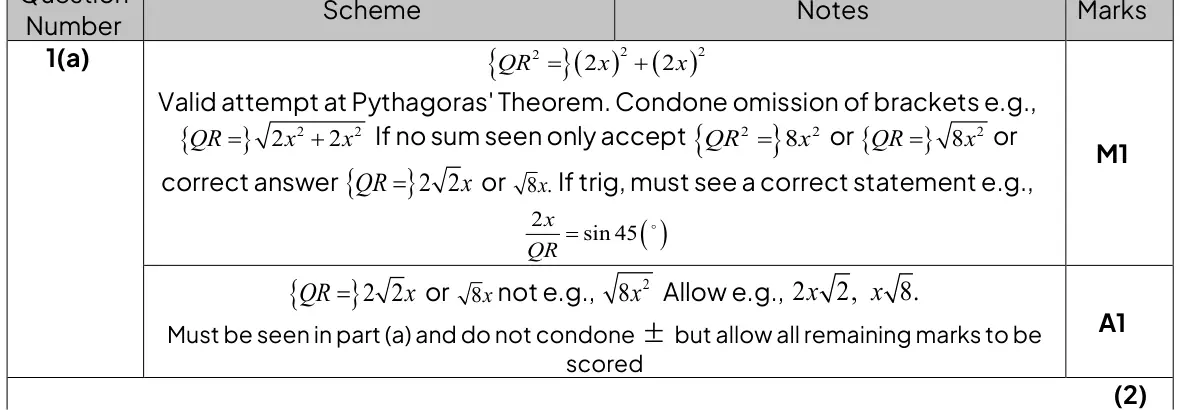 Question Number Scheme Notes Marks
1(a)
{QR² =}(2x)² + (2x)²
Valid attempt at Pythagoras' Theorem. Condone omission of brackets e.g.,
{QR =}√(2x² + 2x²) If no sum seen only accept {QR² =}8x² or {QR =}√(8x²) or
correct answer {QR =}2√2x or √8x. If trig, must see a correct statement e.g.,
2x/QR = sin 45(°)
M1
{QR =}2√2x or √8x not e.g., √(8x²) Allow e.g., 2x√2, x√8.
Must be seen in part (a) and do not condone ± but allow all remaining marks to be
scored
A1
(2)